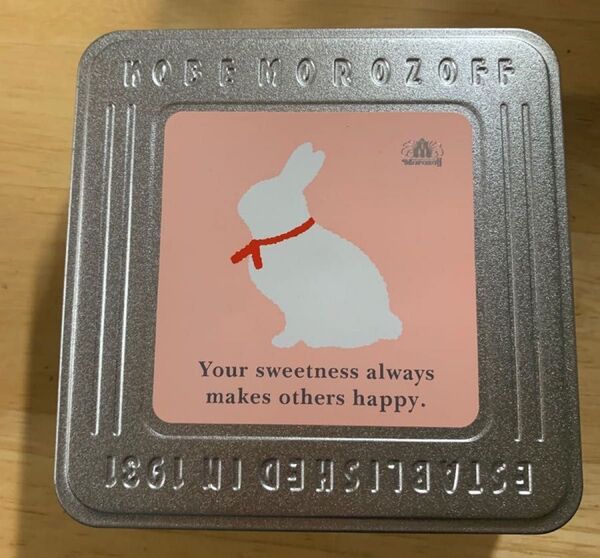 KOBE MOROZOFF
Morozoff
Your sweetness always
makes others happy.
ESTABLISHED IN 1931